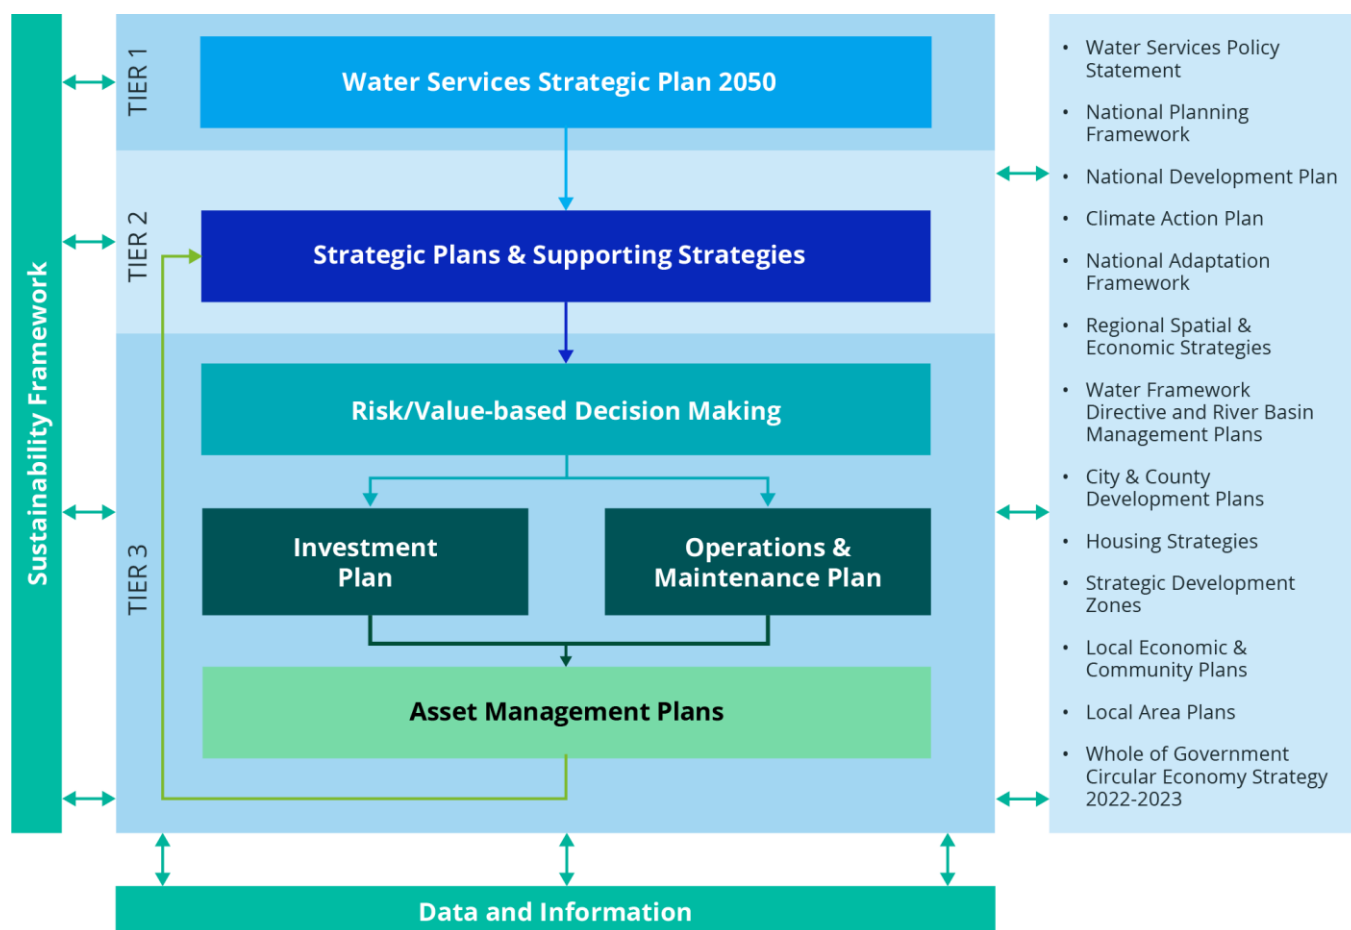 Sustainability Framework
TIER 1
Water Services Strategic Plan 2050
TIER 2
Strategic Plans & Supporting Strategies
TIER 3
Risk/Value-based Decision Making
Investment
Plan
Operations &
Maintenance Plan
Asset Management Plans
Data and Information
• Water Services Policy
Statement
• National Planning
Framework
• National Development Plan
• Climate Action Plan
• National Adaptation
Framework
• Regional Spatial &
Economic Strategies
• Water Framework
Directive and River Basin
Management Plans
• City & County
Development Plans
• Housing Strategies
• Strategic Development
Zones
• Local Economic &
Community Plans
• Local Area Plans
• Whole of Government
Circular Economy Strategy
2022-2023